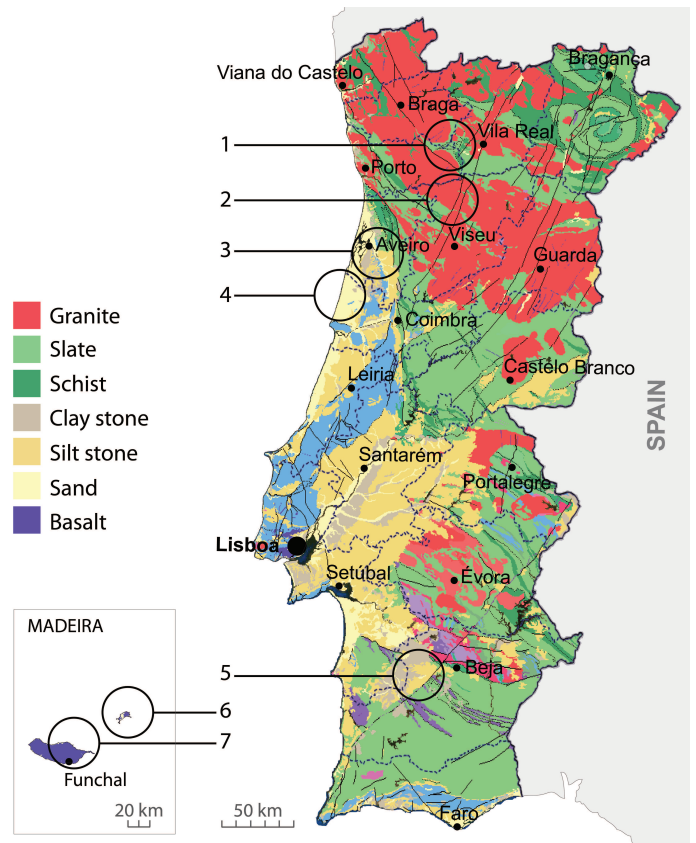 Bragança
Viana do Castelo
Braga
1
Vila Real
Porto
2
3
Aveiro
Viseu
Guarda
4
Granite
Coimbra
Slate
Schist
Castelo Branco
Leiria
Clay stone
SPAIN
Silt stone
Santarém
Portalegre
Sand
Basalt
Lisboa
Setúbal
Évora
MADEIRA
5
Beja
6
7
Funchal
20 km
50 km
Faro